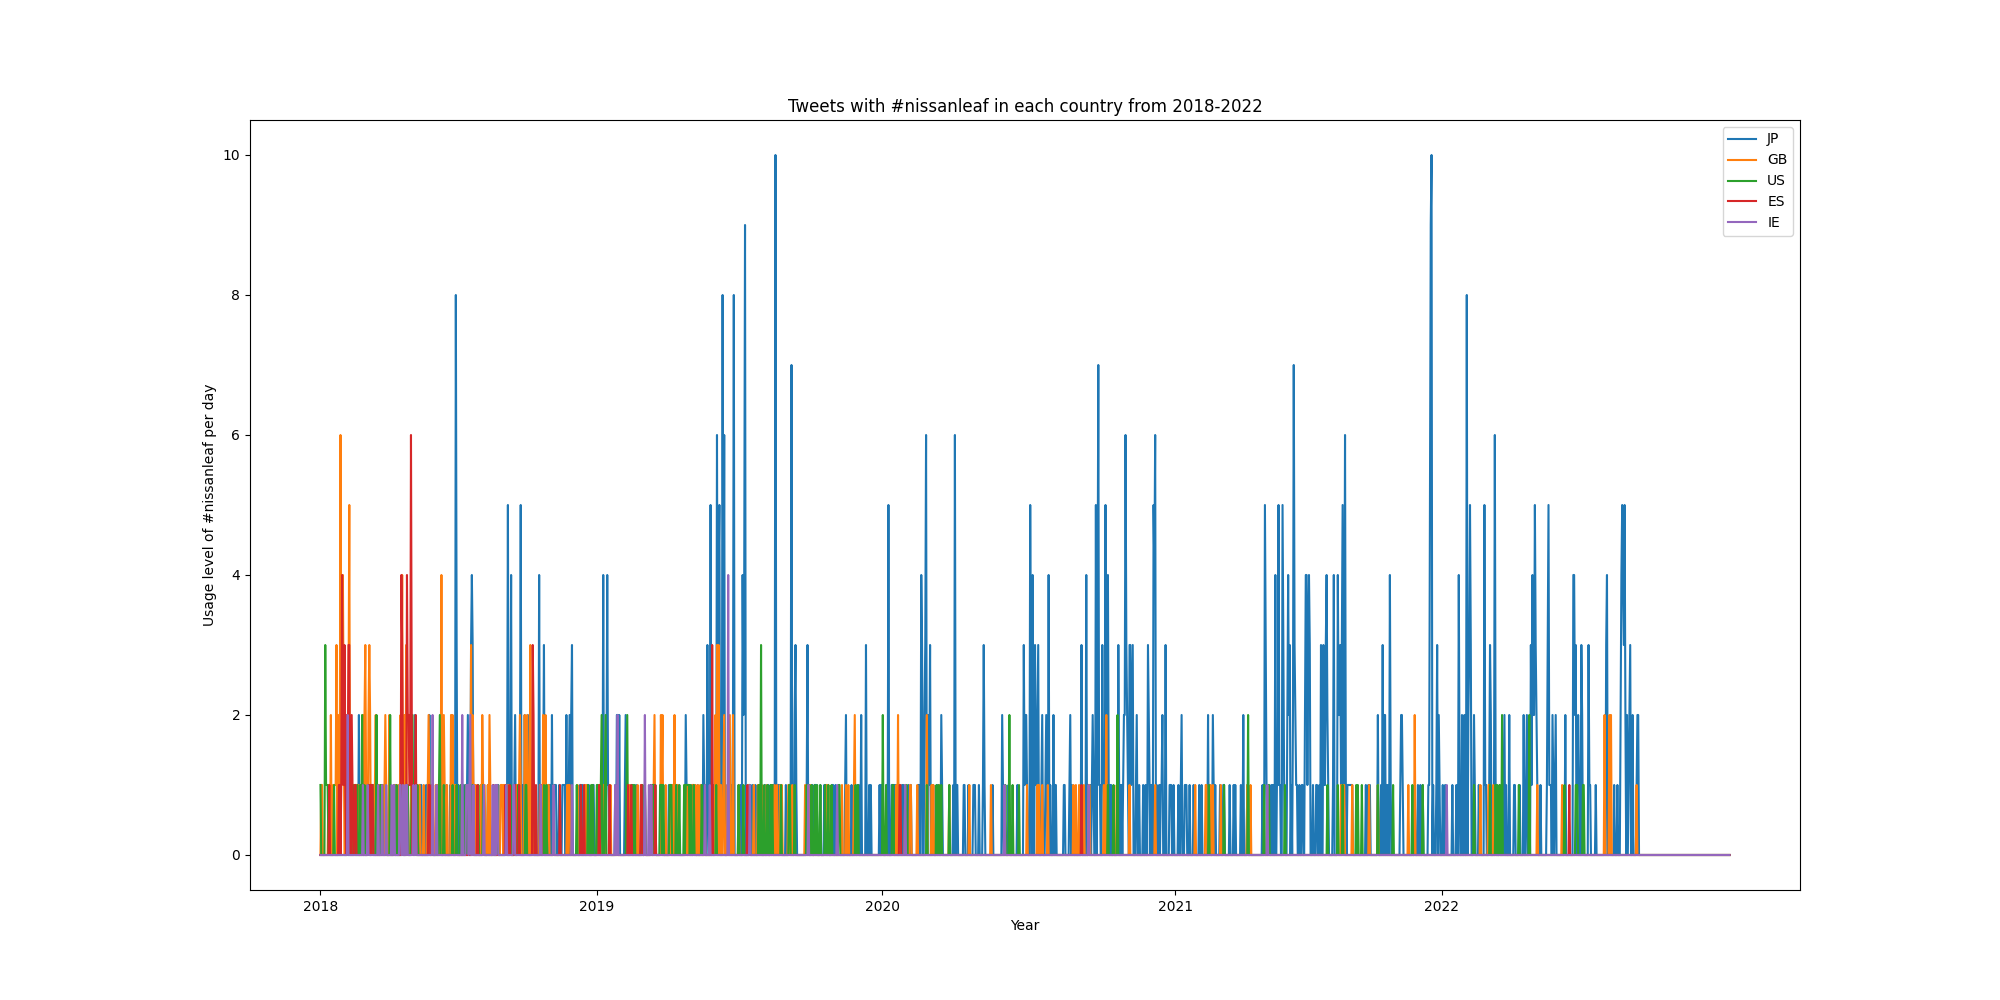 Tweets with #nissanleaf in each country from 2018-2022
JP
GB
US
ES
IE
Usage level of #nissanleaf per day
10
8
6
4
2
0
2018 2019 2020 2021 2022
Year